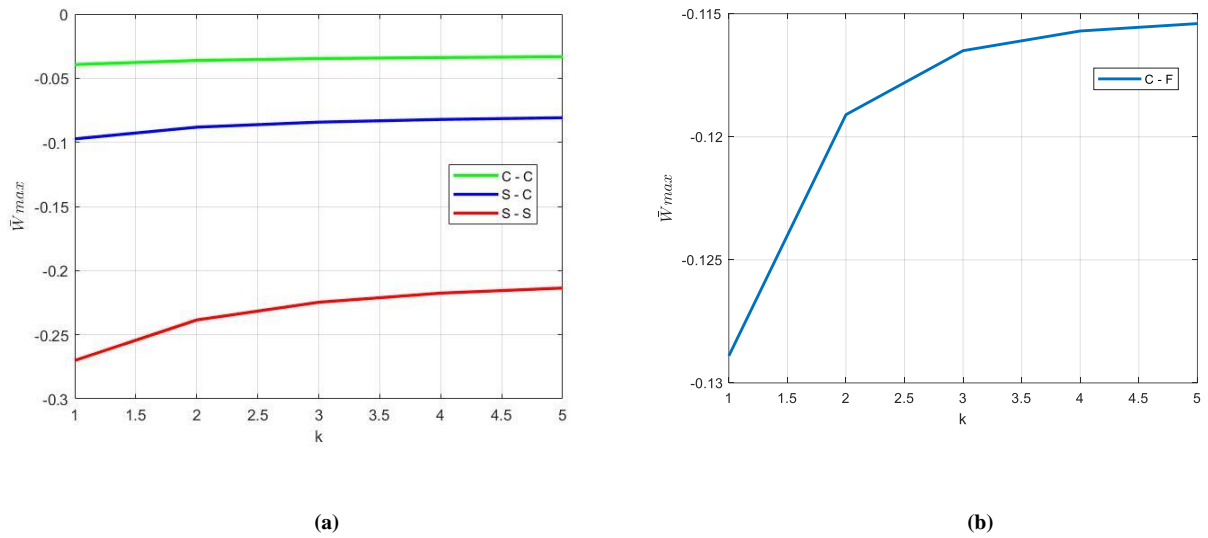 0
-0.05
-0.1
-0.15
-0.2
-0.25
-0.3
W̄max
1 1.5 2 2.5 3 3.5 4 4.5 5
k
C - C
S - C
S - S
(a)
-0.115
-0.12
-0.125
-0.13
W̄max
1 1.5 2 2.5 3 3.5 4 4.5 5
k
C - F
(b)